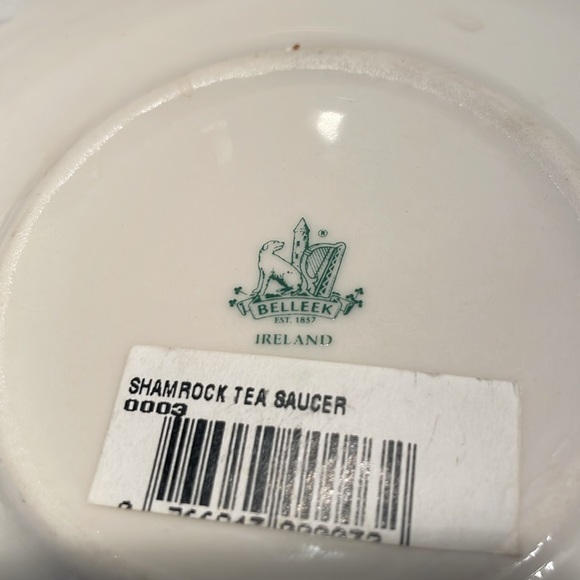 ®
BELLEEK
EST. 1857
IRELAND
SHAMROCK TEA SAUCER
0003